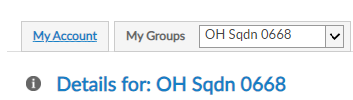 My Account My Groups OH Sqdn 0668
Details for: OH Sqdn 0668